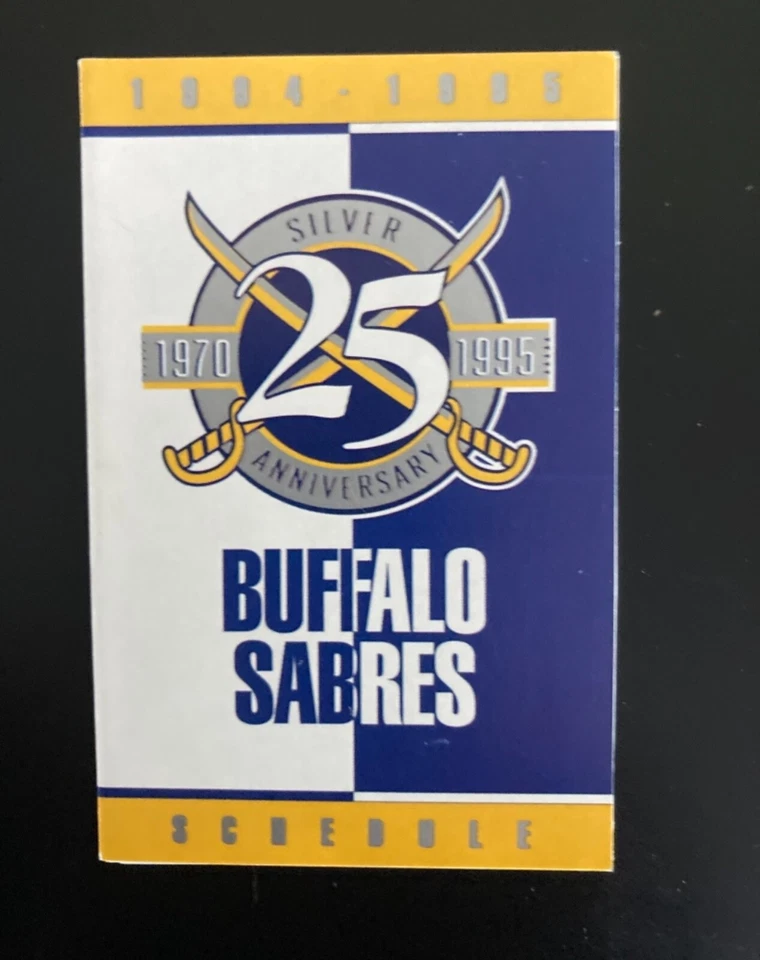 1994-1995
SILVER
25
1970 1995
ANNIVERSARY
BUFFALO
SABRES
SCHEDULE